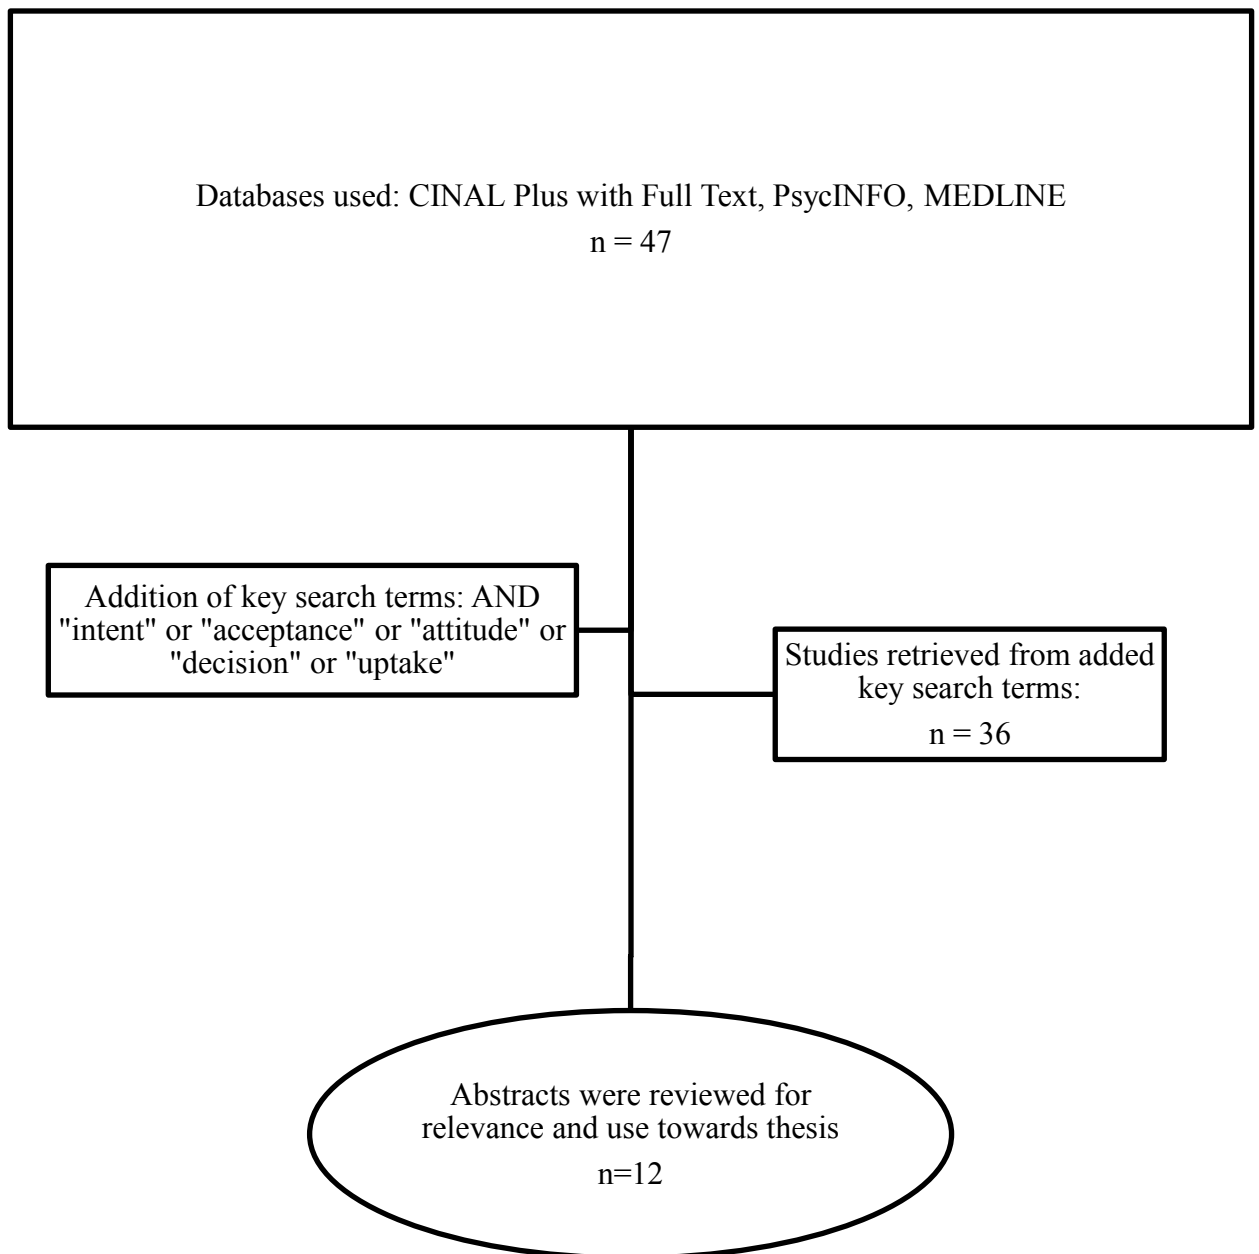 Databases used: CINAL Plus with Full Text, PsycINFO, MEDLINE
n = 47
Addition of key search terms: AND
"intent" or "acceptance" or "attitude" or
"decision" or "uptake"
Studies retrieved from added
key search terms:
n = 36
Abstracts were reviewed for
relevance and use towards thesis
n=12